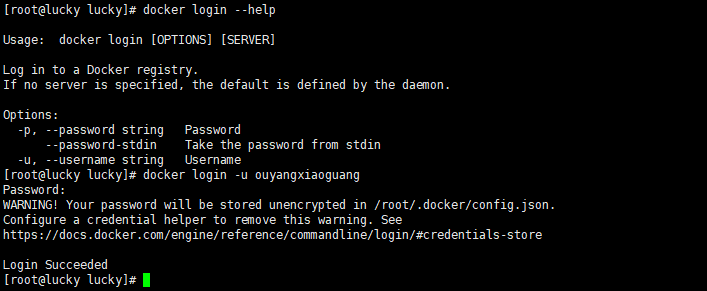 [root@lucky lucky]# docker login --help
Usage:  docker login [OPTIONS] [SERVER]
Log in to a Docker registry.
If no server is specified, the default is defined by the daemon.
Options:
  -p, --password string   Password
      --password-stdin    Take the password from stdin
  -u, --username string   Username
[root@lucky lucky]# docker login -u ouyangxiaoguang
Password:
WARNING! Your password will be stored unencrypted in /root/.docker/config.json.
Configure a credential helper to remove this warning. See
https://docs.docker.com/engine/reference/commandline/login/#credentials-store
Login Succeeded
[root@lucky lucky]#